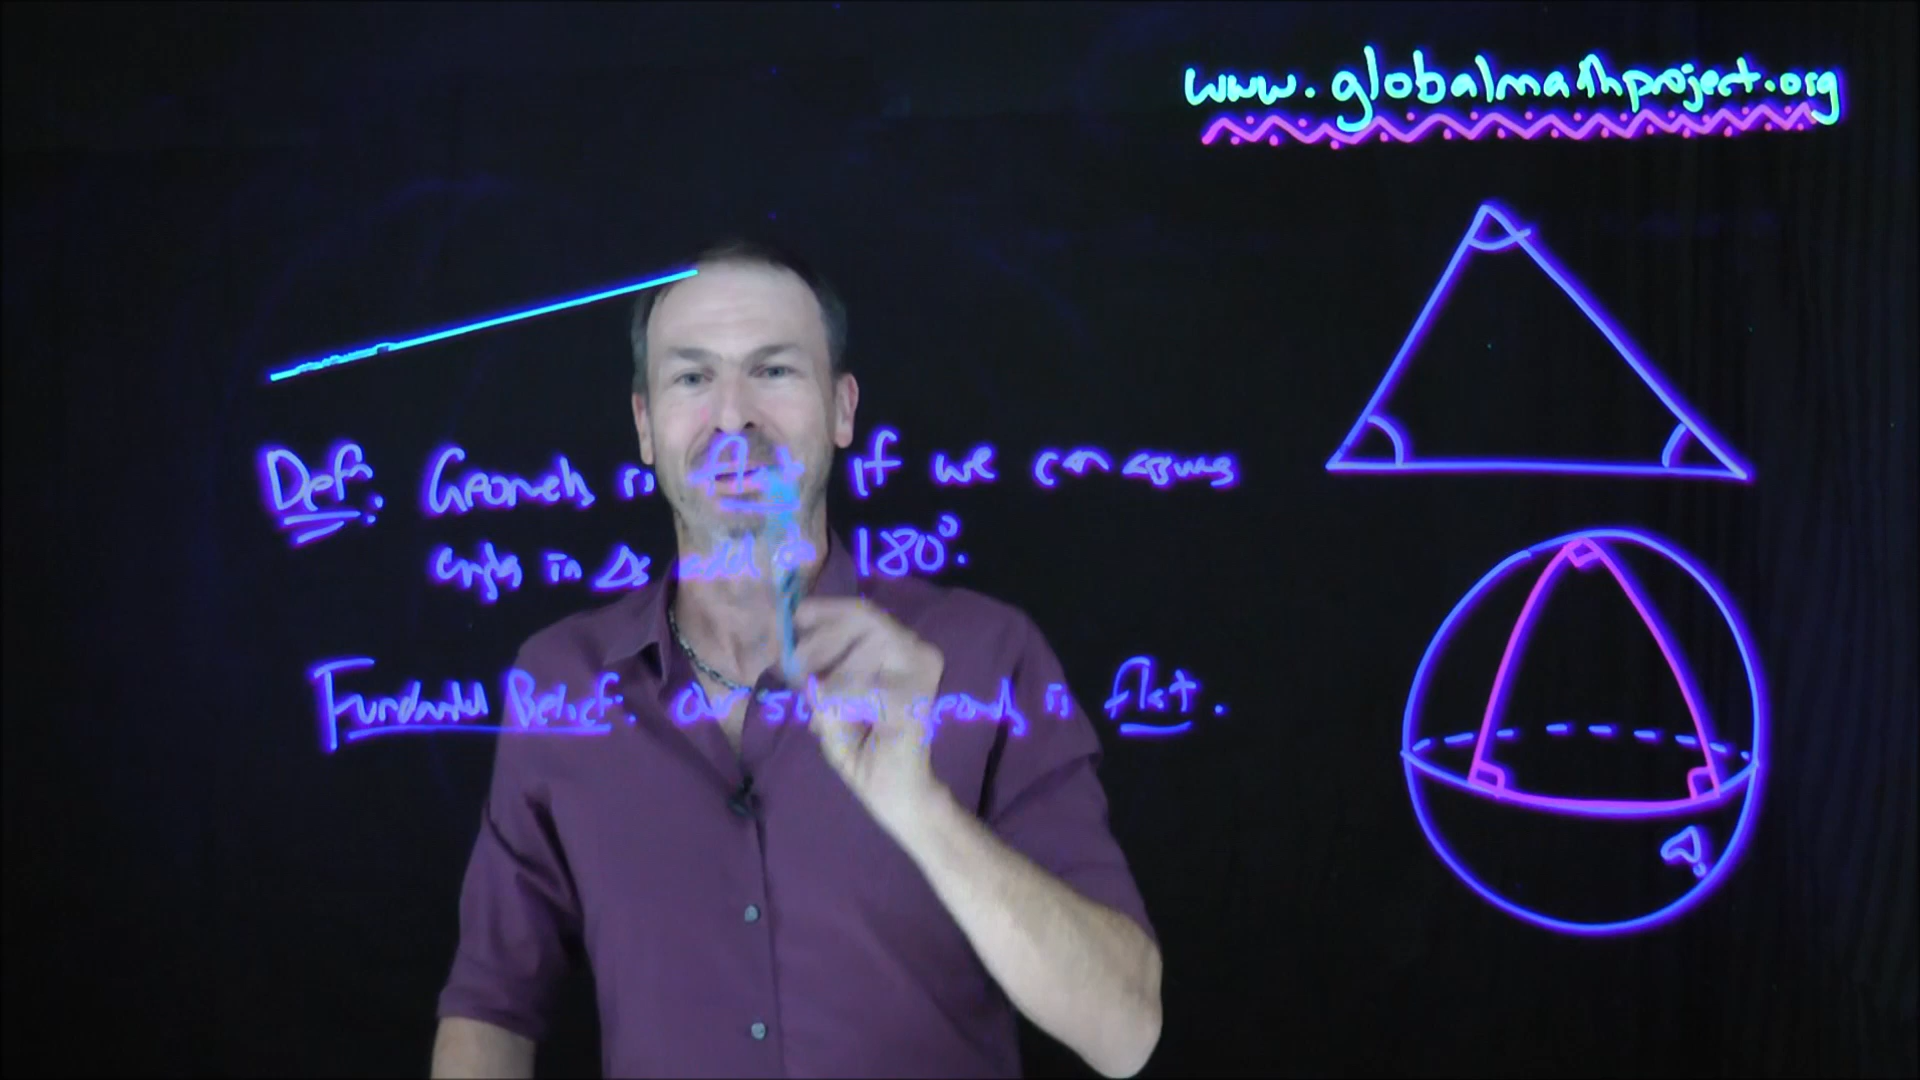 www.globalmathproject.org
Def: Geometry is flat if we can assume
angles in Δs add to 180°.
Fundamental Belief: Our school geometry is flat.